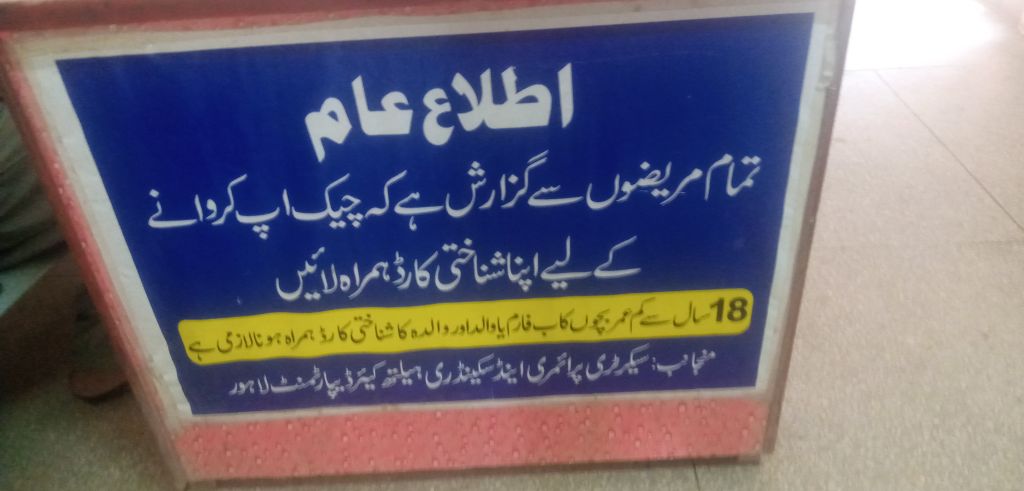 اطلاع عام
تمام مریضوں سے گزارش ہے کہ چیک اپ کروانے
کے لیے اپنا شناختی کارڈ ہمراہ لائیں
18 سال سے کم عمر بچوں کا ب فارم یا والد اور والدہ کا شناختی کارڈ ہمراہ ہونا لازمی ہے
منجانب: سیکرٹری پرائمری اینڈ سیکنڈری ہیلتھ کیئر ڈیپارٹمنٹ لاہور